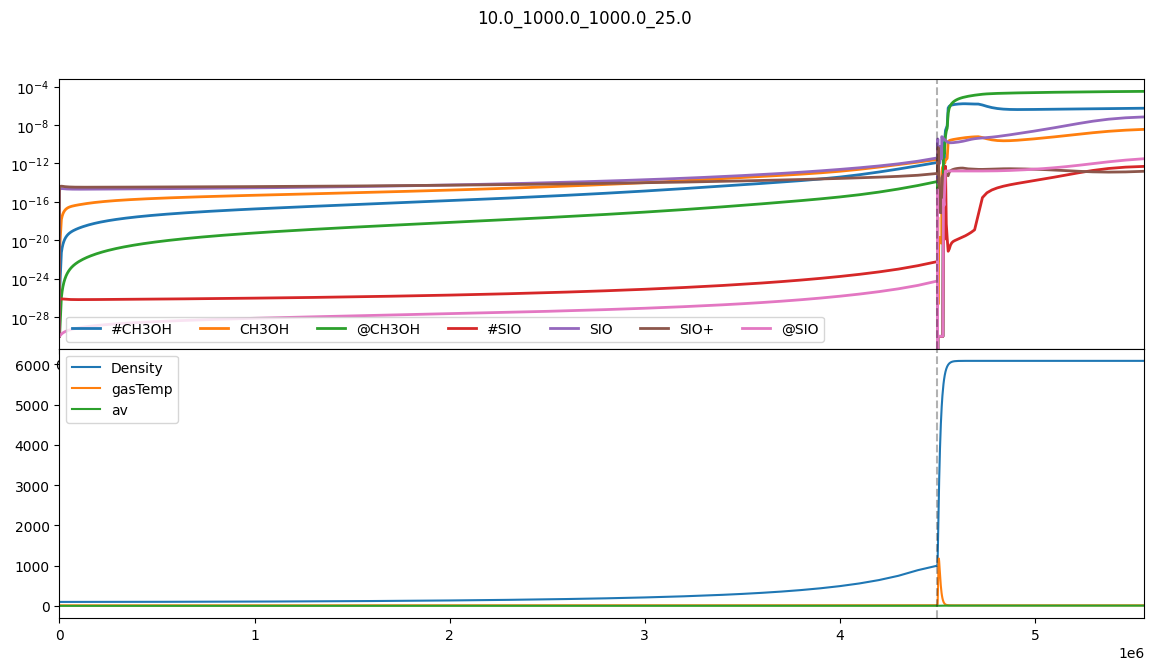 10.0_1000.0_1000.0_25.0
10⁻⁴
10⁻⁸
10⁻¹²
10⁻¹⁶
10⁻²⁰
10⁻²⁴
10⁻²⁸
#CH3OH CH3OH @CH3OH #SIO SIO SIO+ @SIO
6000
5000
4000
3000
2000
1000
0
Density
gasTemp
av
0 1 2 3 4 5
1e6